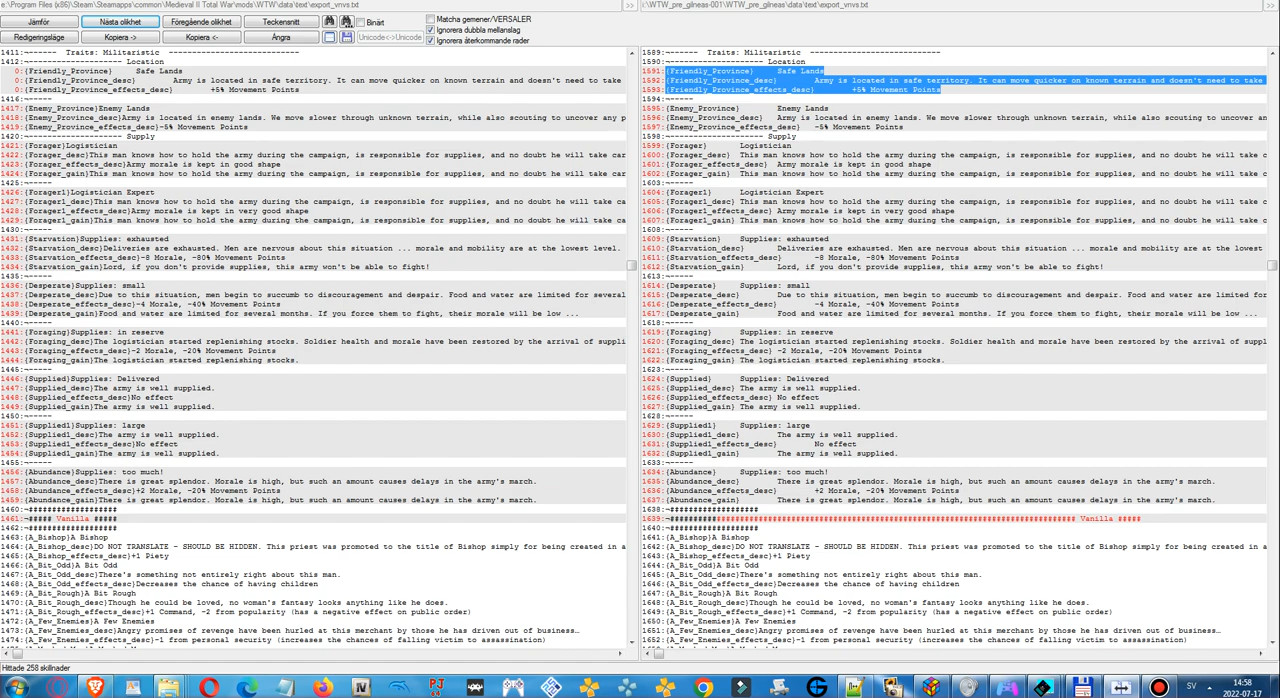 e:\Program Files (x86)\Steam\Steamapps\common\Medieval II Total War\mods\WTW\data\text\export_vnvs.txt
>>
i:\WTW_pre_gilneas-001\data\text\export_vnvs.txt
>>
Jämför
Nästa olikhet
Föregående olikhet
Teckensnitt
Binärt
Matcha gemener/VERSALER
Ignorera dubbla mellanslag
Redigeringsläge
Kopiera ->
Kopiera <-
Ångra
Unicode<->Unicode
Ignorera återkommande rader
1411:¬------- Traits: Militaristic ----------------------------
1412:¬-------------------- Location
0:{Friendly_Province} Safe Lands
0:{Friendly_Province_desc} Army is located in safe territory. It can move quicker on known terrain and doesn't need to take
0:{Friendly_Province_effects_desc} +5% Movement Points
1416:¬-----
1417:{Enemy_Province}Enemy Lands
1418:{Enemy_Province_desc}Army is located in enemy lands. We move slower through unknown terrain, while also scouting to uncover any p
1419:{Enemy_Province_effects_desc}-5% Movement Points
1420:¬-------------------- Supply
1421:{Forager}Logistician
1422:{Forager_desc}This man knows how to hold the army during the campaign, is responsible for supplies, and no doubt he will take car
1423:{Forager_effects_desc}Army morale is kept in good shape
1424:{Forager_gain}This man knows how to hold the army during the campaign, is responsible for supplies, and no doubt he will take car
1425:¬-----
1426:{Forager1}Logistician Expert
1427:{Forager1_desc}This man knows how to hold the army during the campaign, is responsible for supplies, and no doubt he will take ca
1428:{Forager1_effects_desc}Army morale is kept in very good shape
1429:{Forager1_gain}This man knows how to hold the army during the campaign, is responsible for supplies, and no doubt he will take ca
1430:¬-----
1431:{Starvation}Supplies: exhausted
1432:{Starvation_desc}Deliveries are exhausted. Men are nervous about this situation ... morale and mobility are at the lowest level.
1433:{Starvation_effects_desc}-8 Morale, -80% Movement Points
1434:{Starvation_gain}Lord, if you don't provide supplies, this army won't be able to fight!
1435:¬-----
1436:{Desperate}Supplies: small
1437:{Desperate_desc}Due to this situation, men begin to succumb to discouragement and despair. Food and water are limited for several
1438:{Desperate_effects_desc}-4 Morale, -40% Movement Points
1439:{Desperate_gain}Food and water are limited for several months. If you force them to fight, their morale will be low ...
1440:¬-----
1441:{Foraging}Supplies: in reserve
1442:{Foraging_desc}The logistician started replenishing stocks. Soldier health and morale have been restored by the arrival of suppli
1443:{Foraging_effects_desc}-2 Morale, -20% Movement Points
1444:{Foraging_gain}The logistician started replenishing stocks.
1445:¬-----
1446:{Supplied}Supplies: Delivered
1447:{Supplied_desc}The army is well supplied.
1448:{Supplied_effects_desc}No effect
1449:{Supplied_gain}The army is well supplied.
1450:¬-----
1451:{Supplied1}Supplies: large
1452:{Supplied1_desc}The army is well supplied.
1453:{Supplied1_effects_desc}No effect
1454:{Supplied1_gain}The army is well supplied.
1455:¬-----
1456:{Abundance}Supplies: too much!
1457:{Abundance_desc}There is great splendor. Morale is high, but such an amount causes delays in the army's march.
1458:{Abundance_effects_desc}+2 Morale, -20% Movement Points
1459:{Abundance_gain}There is great splendor. Morale is high, but such an amount causes delays in the army's march.
1460:¬##################
1461:¬##### Vanilla #####
1462:¬##################
1463:{A_Bishop}A Bishop
{A_Bishop_desc}DO NOT TRANSLATE - SHOULD BE HIDDEN. This priest was promoted to the title of Bishop simply for being created in a
{A_Bishop_effects_desc}+1 Piety
{A_Bit_Odd}A Bit Odd
{A_Bit_Odd_desc}There's something not entirely right about this man.
{A_Bit_Odd_effects_desc}Decreases the chance of having children
{A_Bit_Rough}A Bit Rough
{A_Bit_Rough_desc}Though he could be loved, no woman's fantasy looks anything like he does.
{A_Bit_Rough_effects_desc}+1 Command, -2 from popularity (has a negative effect on public order)
{A_Few_Enemies}A Few Enemies
{A_Few_Enemies_desc}Angry promises of revenge have been hurled at this merchant by those he has driven out of business…
{A_Few_Enemies_effects_desc}-1 from personal security (increases the chances of falling victim to assassination)
1589:¬------- Traits: Militaristic ----------------------------
1590:¬-------------------- Location
1591:{Friendly_Province} Safe Lands
1592:{Friendly_Province_desc} Army is located in safe territory. It can move quicker on known terrain and doesn't need to take
1593:{Friendly_Province_effects_desc} +5% Movement Points
1594:¬-----
1595:{Enemy_Province} Enemy Lands
1596:{Enemy_Province_desc} Army is located in enemy lands. We move slower through unknown terrain, while also scouting to uncover an
1597:{Enemy_Province_effects_desc} -5% Movement Points
1598:¬-------------------- Supply
1599:{Forager} Logistician
1600:{Forager_desc} This man knows how to hold the army during the campaign, is responsible for supplies, and no doubt he will take c
1601:{Forager_effects_desc} Army morale is kept in good shape
1602:{Forager_gain} This man knows how to hold the army during the campaign, is responsible for supplies, and no doubt he will take c
1603:¬-----
1604:{Forager1} Logistician Expert
1605:{Forager1_desc} This man knows how to hold the army during the campaign, is responsible for supplies, and no doubt he will take c
1606:{Forager1_effects_desc} Army morale is kept in very good shape
1607:{Forager1_gain} This man knows how to hold the army during the campaign, is responsible for supplies, and no doubt he will take c
1608:¬-----
1609:{Starvation} Supplies: exhausted
1610:{Starvation_desc} Deliveries are exhausted. Men are nervous about this situation ... morale and mobility are at the lowest
1611:{Starvation_effects_desc} -8 Morale, -80% Movement Points
1612:{Starvation_gain} Lord, if you don't provide supplies, this army won't be able to fight!
1613:¬-----
1614:{Desperate} Supplies: small
1615:{Desperate_desc} Due to this situation, men begin to succumb to discouragement and despair. Food and water are limited for
1616:{Desperate_effects_desc} -4 Morale, -40% Movement Points
1617:{Desperate_gain} Food and water are limited for several months. If you force them to fight, their morale will be low ...
1618:¬-----
1619:{Foraging} Supplies: in reserve
1620:{Foraging_desc} The logistician started replenishing stocks. Soldier health and morale have been restored by the arrival of suppl
1621:{Foraging_effects_desc} -2 Morale, -20% Movement Points
1622:{Foraging_gain} The logistician started replenishing stocks.
1623:¬-----
1624:{Supplied} Supplies: Delivered
1625:{Supplied_desc} The army is well supplied.
1626:{Supplied_effects_desc} No effect
1627:{Supplied_gain} The army is well supplied.
1628:¬-----
1629:{Supplied1} Supplies: large
1630:{Supplied1_desc} The army is well supplied.
1631:{Supplied1_effects_desc} No effect
1632:{Supplied1_gain} The army is well supplied.
1633:¬-----
1634:{Abundance} Supplies: too much!
1635:{Abundance_desc} There is great splendor. Morale is high, but such an amount causes delays in the army's march.
1636:{Abundance_effects_desc} +2 Morale, -20% Movement Points
1637:{Abundance_gain} There is great splendor. Morale is high, but such an amount causes delays in the army's march.
1638:¬##################
Vanilla #####
1640:¬##################
1641:{A_Bishop}A Bishop
{A_Bishop_desc}DO NOT TRANSLATE - SHOULD BE HIDDEN. This priest was promoted to the title of Bishop simply for being created in
{A_Bishop_effects_desc}+1 Piety
{A_Bit_Odd}A Bit Odd
{A_Bit_Odd_desc}There's something not entirely right about this man.
{A_Bit_Odd_effects_desc}Decreases the chance of having children
{A_Bit_Rough}A Bit Rough
{A_Bit_Rough_desc}Though he could be loved, no woman's fantasy looks anything like he does.
{A_Bit_Rough_effects_desc}+1 Command, -2 from popularity (has a negative effect on public order)
{A_Few_Enemies}A Few Enemies
{A_Few_Enemies_desc}Angry promises of revenge have been hurled at this merchant by those he has driven out of business…
{A_Few_Enemies_effects_desc}-1 from personal security (increases the chances of falling victim to assassination)
Hittade 258 skillnader
SV
14:58
2022-07-17